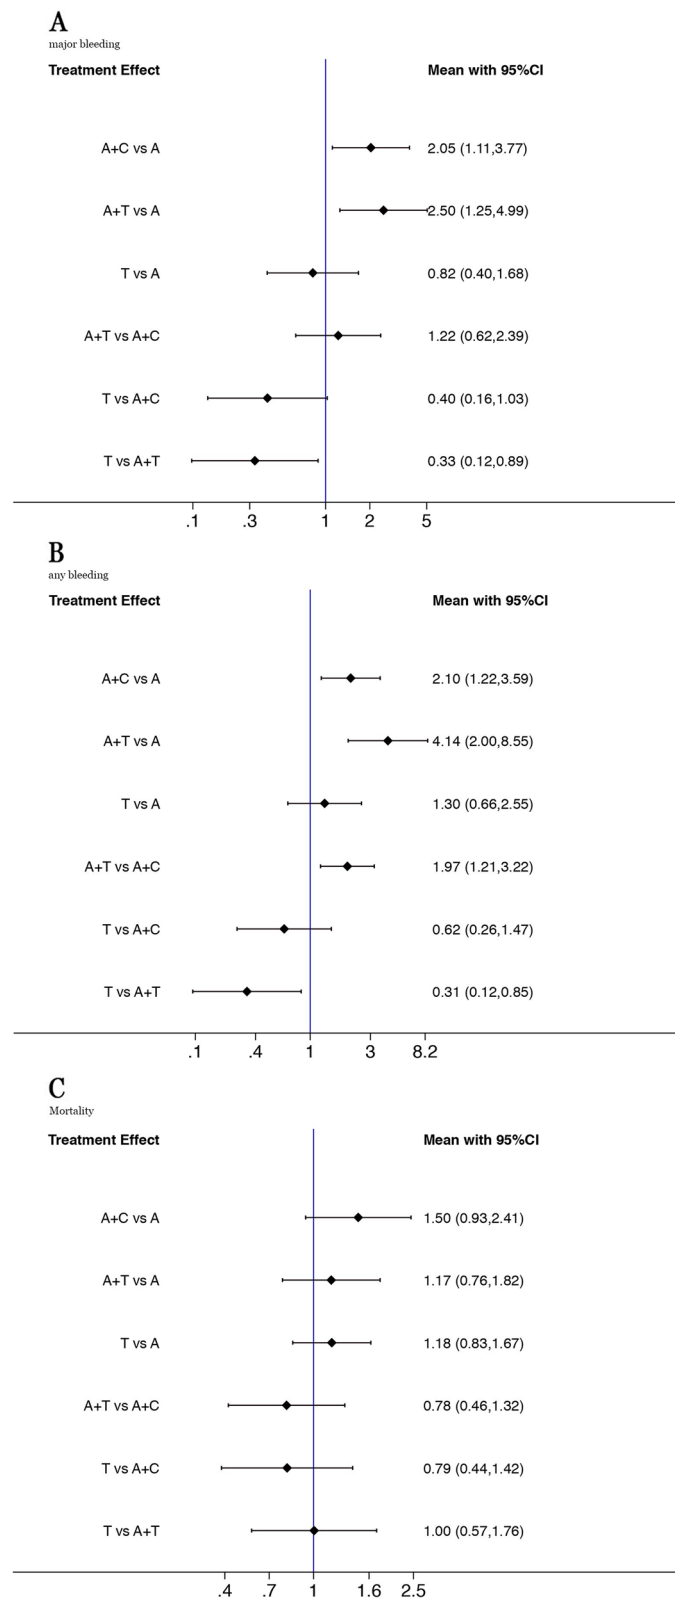 A
major bleeding
Treatment Effect Mean with 95%CI
A+C vs A 2.05 (1.11,3.77)
A+T vs A 2.50 (1.25,4.99)
T vs A 0.82 (0.40,1.68)
A+T vs A+C 1.22 (0.62,2.39)
T vs A+C 0.40 (0.16,1.03)
T vs A+T 0.33 (0.12,0.89)
.1 .3 1 2 5
B
any bleeding
Treatment Effect Mean with 95%CI
A+C vs A 2.10 (1.22,3.59)
A+T vs A 4.14 (2.00,8.55)
T vs A 1.30 (0.66,2.55)
A+T vs A+C 1.97 (1.21,3.22)
T vs A+C 0.62 (0.26,1.47)
T vs A+T 0.31 (0.12,0.85)
.1 .4 1 3 8.2
C
Mortality
Treatment Effect Mean with 95%CI
A+C vs A 1.50 (0.93,2.41)
A+T vs A 1.17 (0.76,1.82)
T vs A 1.18 (0.83,1.67)
A+T vs A+C 0.78 (0.46,1.32)
T vs A+C 0.79 (0.44,1.42)
T vs A+T 1.00 (0.57,1.76)
.4 .7 1 1.6 2.5